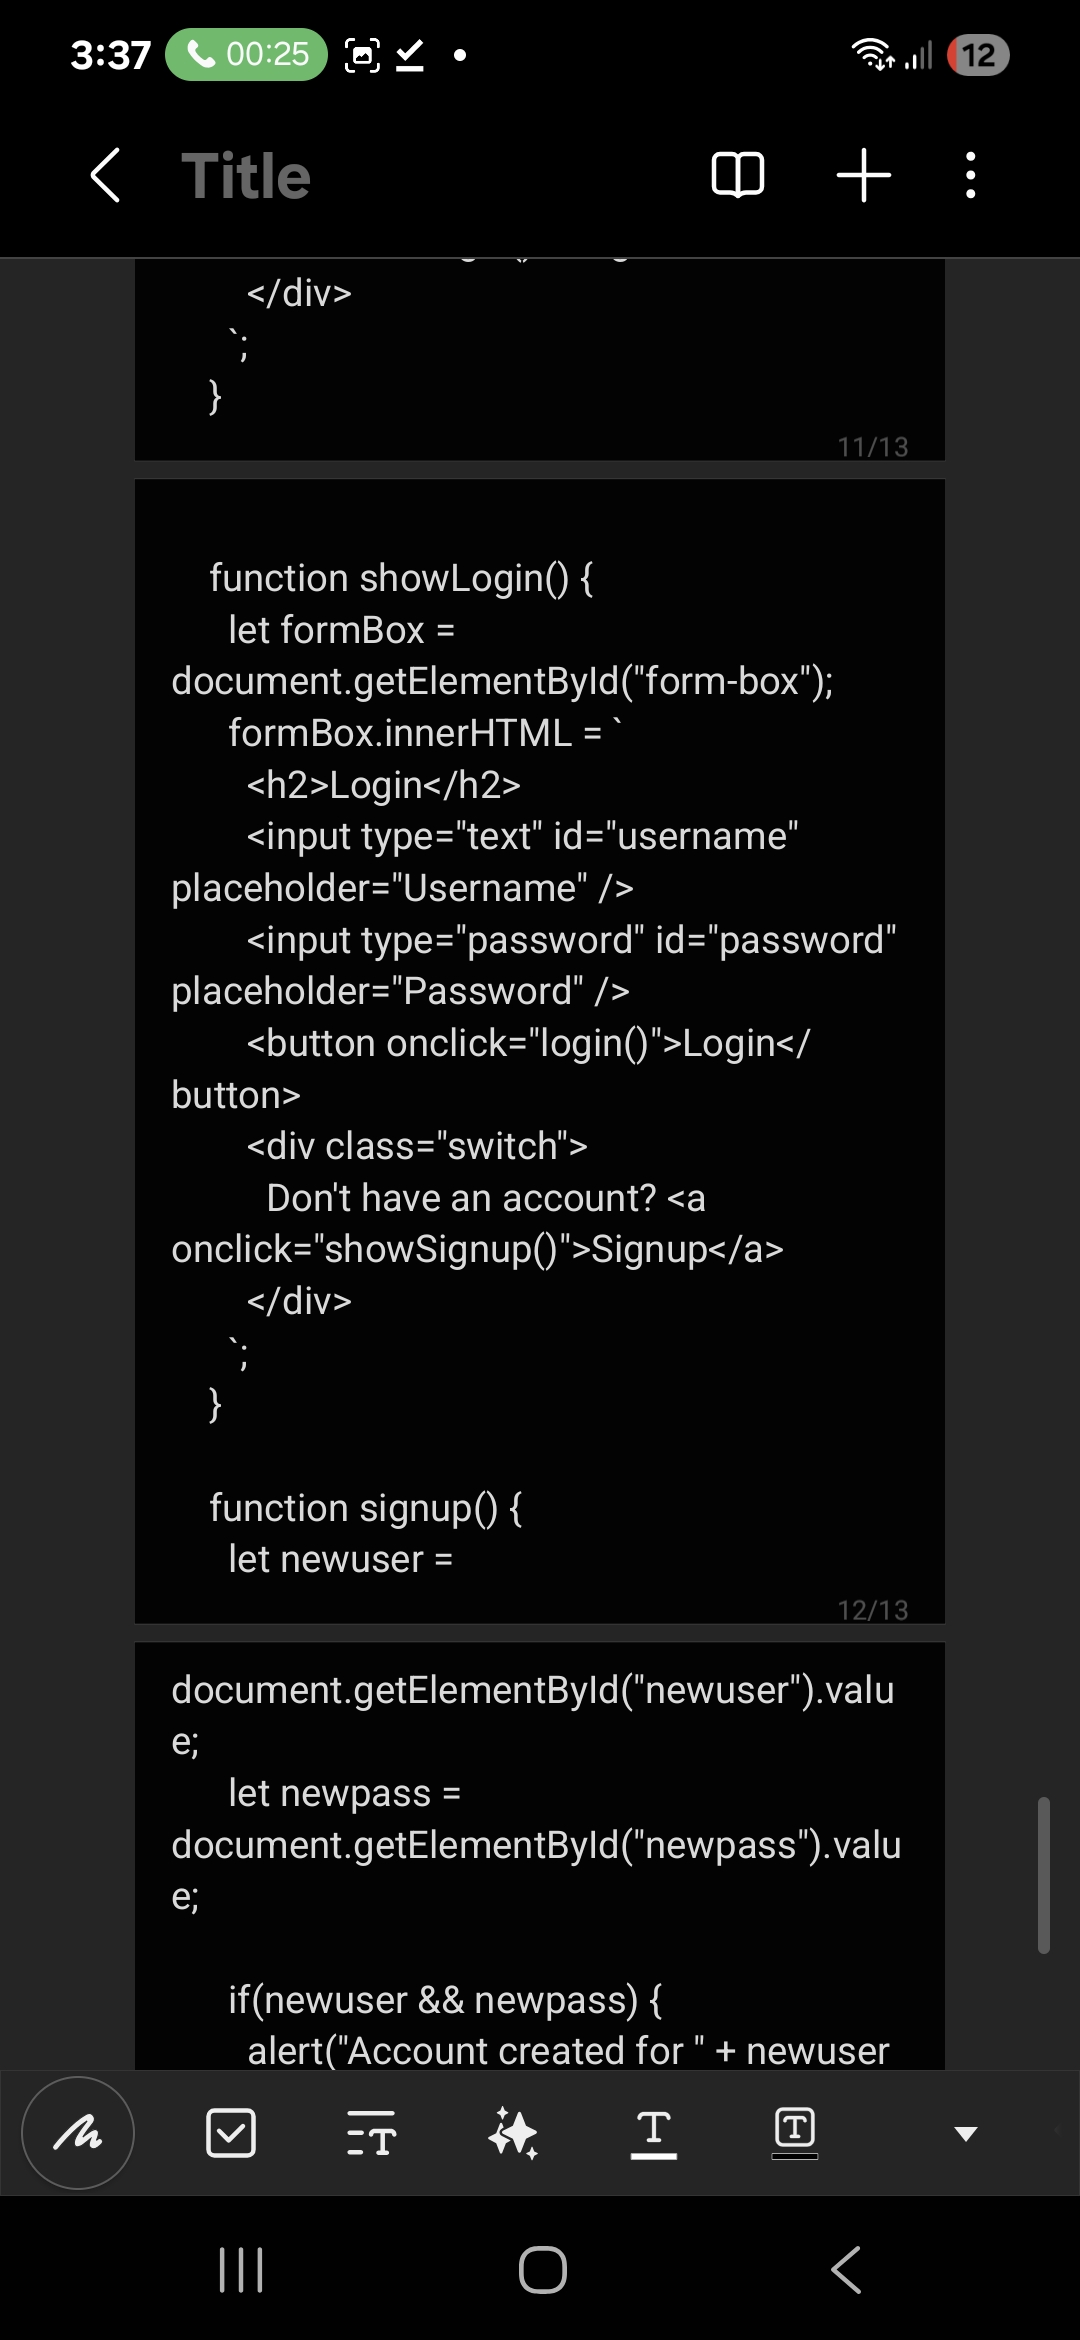 3:37 00:25 12
Title
</div>
`;
}
11/13
function showLogin() {
let formBox =
document.getElementById("form-box");
formBox.innerHTML = `
<h2>Login</h2>
<input type="text" id="username"
placeholder="Username" />
<input type="password" id="password"
placeholder="Password" />
<button onclick="login()">Login</
button>
<div class="switch">
Don't have an account? <a
onclick="showSignup()">Signup</a>
</div>
`;
}
function signup() {
let newuser =
12/13
document.getElementById("newuser").valu
e;
let newpass =
document.getElementById("newpass").valu
e;
if(newuser && newpass) {
alert("Account created for " + newuser